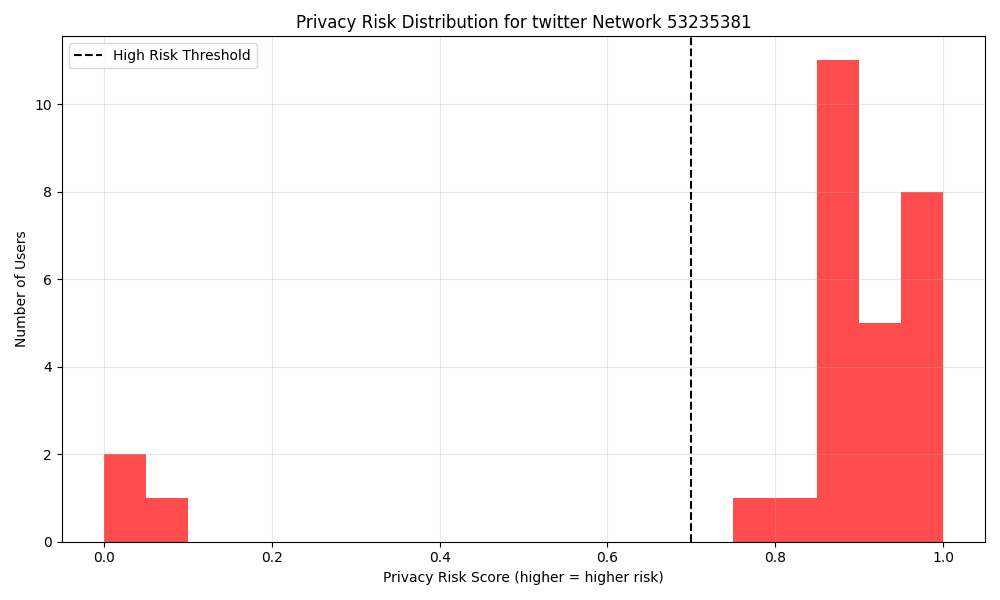 Privacy Risk Distribution for twitter Network 53235381
High Risk Threshold
Number of Users
10
8
6
4
2
0
0.0 0.2 0.4 0.6 0.8 1.0
Privacy Risk Score (higher = higher risk)